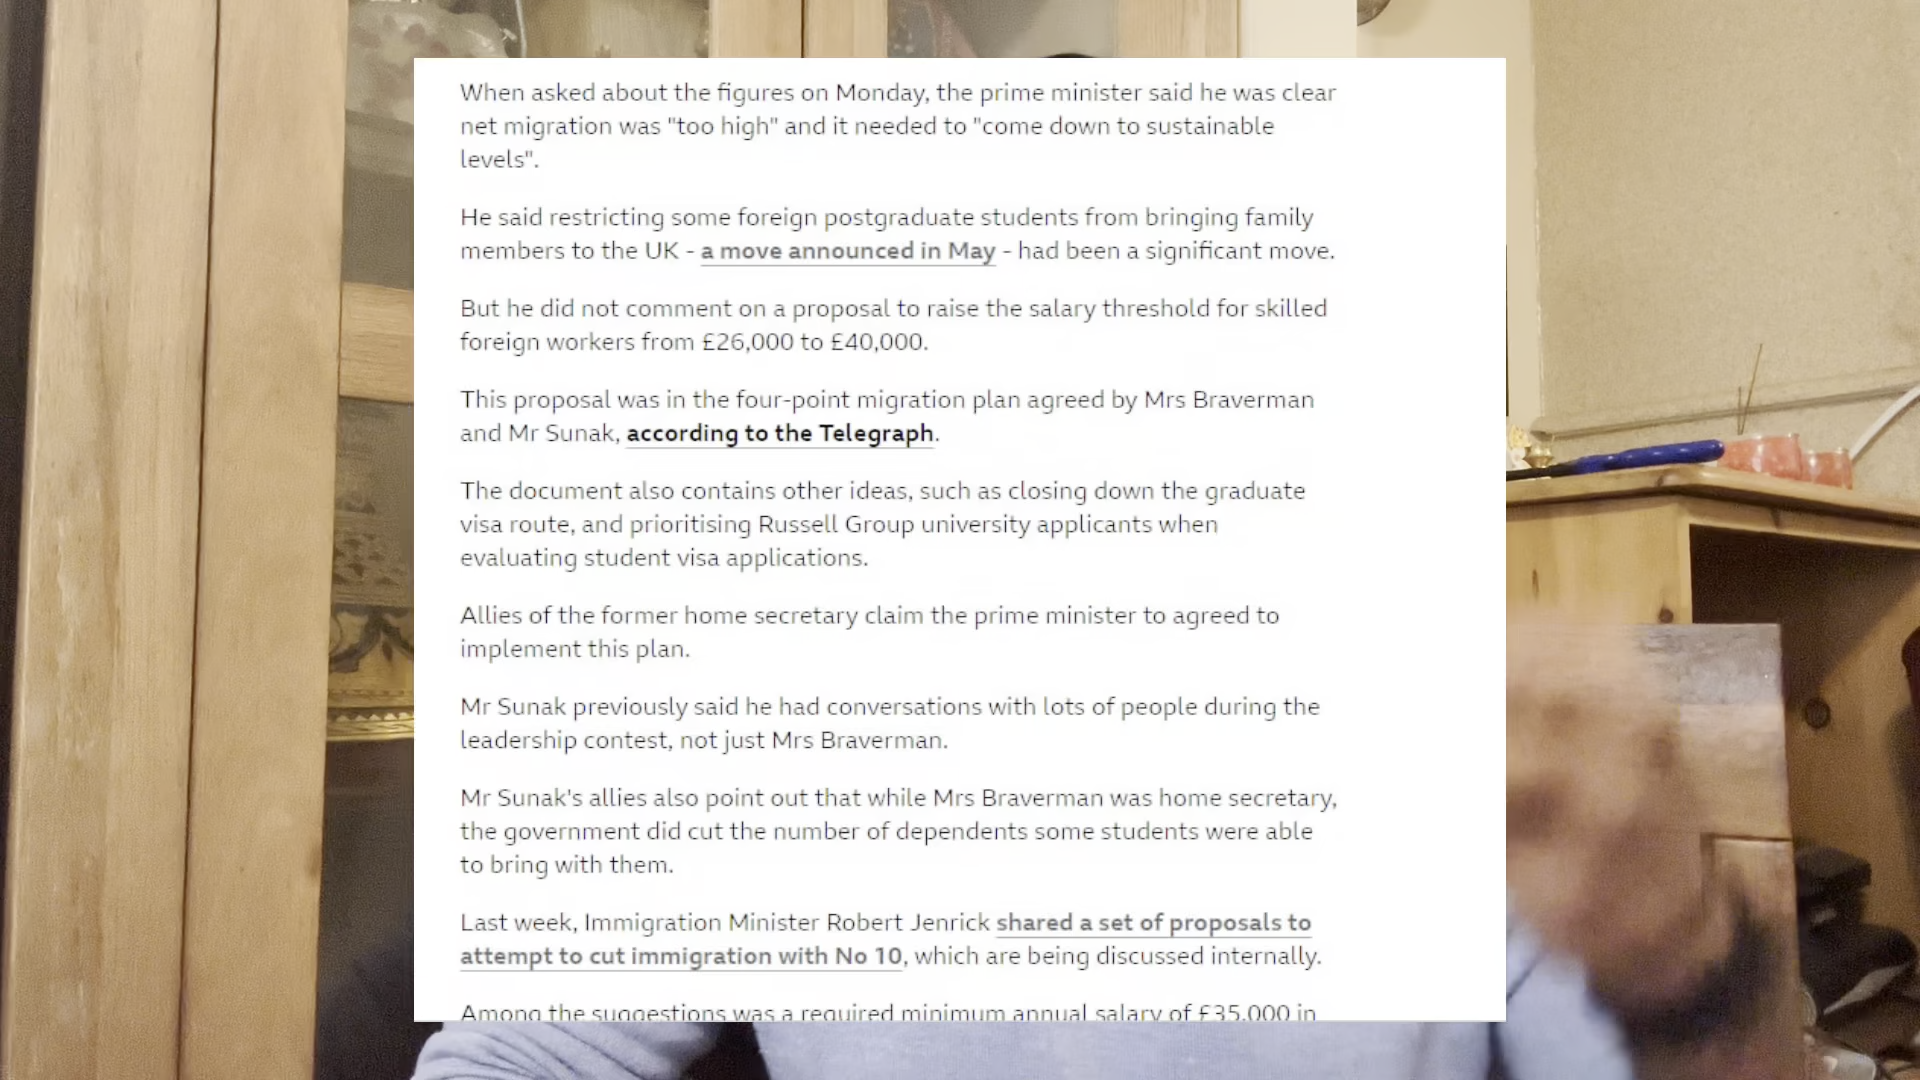 When asked about the figures on Monday, the prime minister said he was clear
net migration was "too high" and it needed to "come down to sustainable
levels".
He said restricting some foreign postgraduate students from bringing family
members to the UK - a move announced in May - had been a significant move.
But he did not comment on a proposal to raise the salary threshold for skilled
foreign workers from £26,000 to £40,000.
This proposal was in the four-point migration plan agreed by Mrs Braverman
and Mr Sunak, according to the Telegraph.
The document also contains other ideas, such as closing down the graduate
visa route, and prioritising Russell Group university applicants when
evaluating student visa applications.
Allies of the former home secretary claim the prime minister to agreed to
implement this plan.
Mr Sunak previously said he had conversations with lots of people during the
leadership contest, not just Mrs Braverman.
Mr Sunak's allies also point out that while Mrs Braverman was home secretary,
the government did cut the number of dependents some students were able
to bring with them.
Last week, Immigration Minister Robert Jenrick shared a set of proposals to
attempt to cut immigration with No 10, which are being discussed internally.
Among the suggestions was a required minimum annual salary of £35,000 in